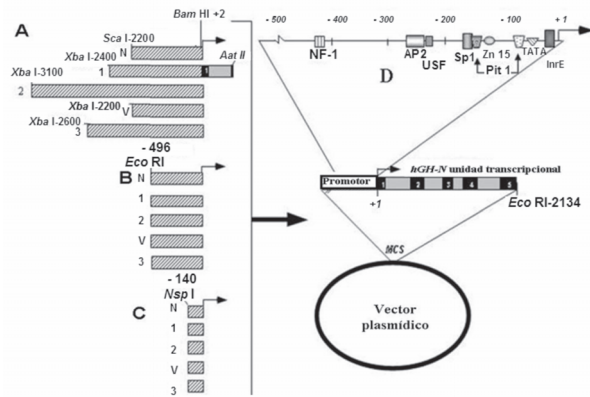 A
Bam HI +2
Sca I-2200
N
Xba I-2400
1
1
Aat II
Xba I-3100
2
Xba I-2200
V
Xba I-2600
3
- 496
Eco RI
B
N
1
2
V
3
- 140
Nsp I
C
N
1
2
V
3
- 500
- 400
- 300
- 200
- 100
+ 1
NF-1
AP2
USF
Sp1
Zn 15
TATA
InrE
Pit 1
D
Promotor
hGH-N unidad transcripcional
1
2
3
4
5
+1
Eco RI-2134
MCS
Vector
plasmídico